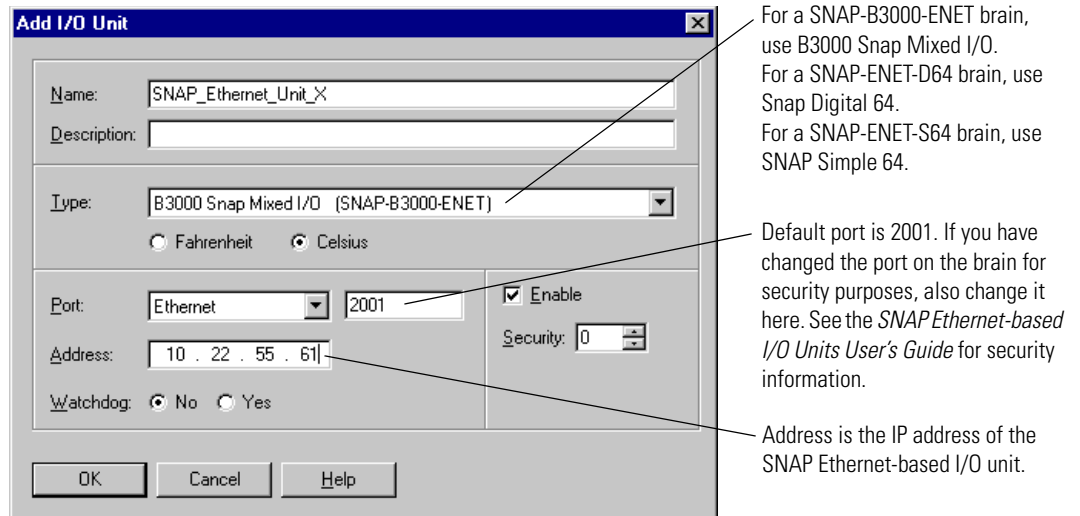 Add I/O Unit
Name: SNAP_Ethernet_Unit_X
Description:
Type: B3000 Snap Mixed I/O (SNAP-B3000-ENET)
Fahrenheit Celsius
Port: Ethernet 2001
Enable
Security: 0
Address: 10 . 22 . 55 . 61
Watchdog: No Yes
OK Cancel Help
For a SNAP-B3000-ENET brain,
use B3000 Snap Mixed I/O.
For a SNAP-ENET-D64 brain, use
Snap Digital 64.
For a SNAP-ENET-S64 brain, use
SNAP Simple 64.
Default port is 2001. If you have
changed the port on the brain for
security purposes, also change it
here. See the SNAP Ethernet-based
I/O Units User's Guide for security
information.
Address is the IP address of the
SNAP Ethernet-based I/O unit.